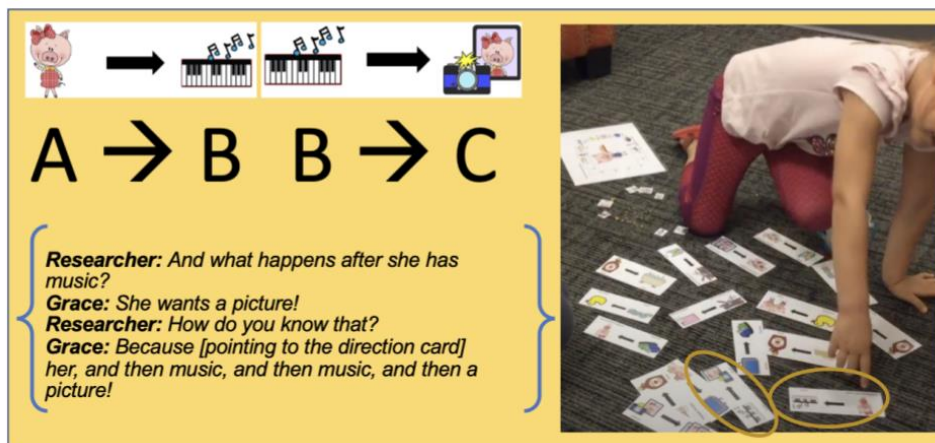 A → B B → C
Researcher: And what happens after she has
music?
Grace: She wants a picture!
Researcher: How do you know that?
Grace: Because [pointing to the direction card]
her, and then music, and then music, and then a
picture!